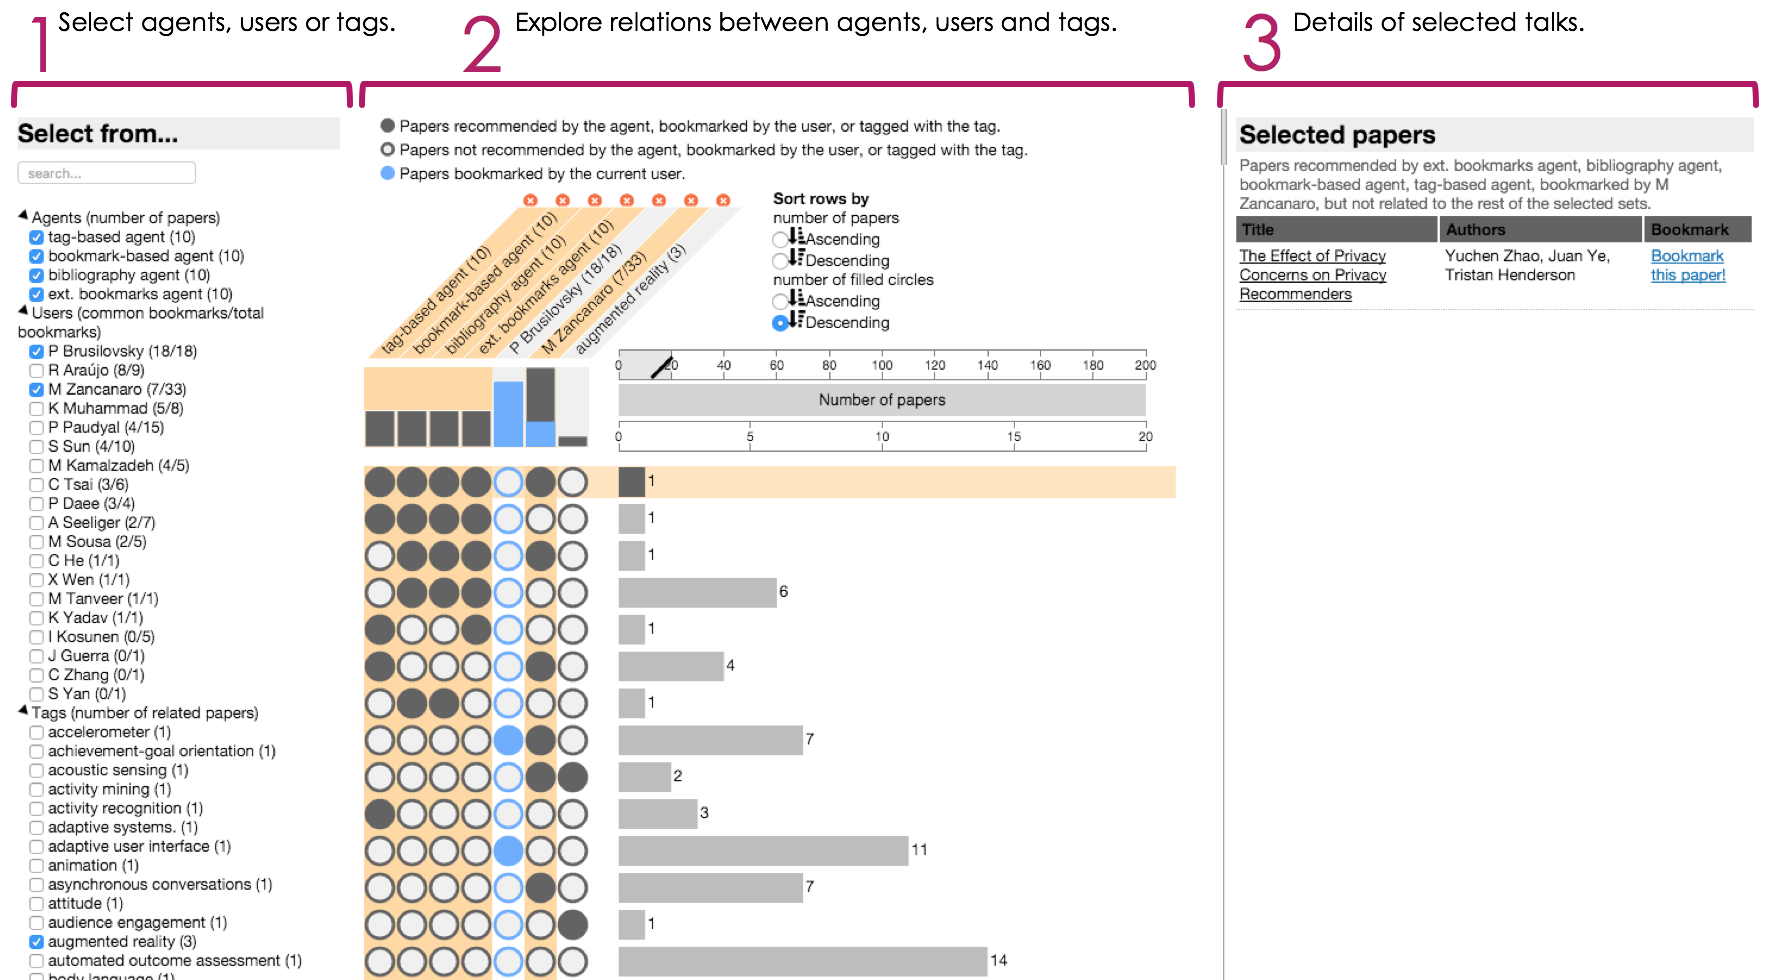 1 Select agents, users or tags.
2 Explore relations between agents, users and tags.
3 Details of selected talks.
Select from...
search...
Agents (number of papers)
tag-based agent (10)
bookmark-based agent (10)
bibliography agent (10)
ext. bookmarks agent (10)
Users (common bookmarks/total
bookmarks)
P Brusilovsky (18/18)
R Araújo (8/9)
M Zancanaro (7/33)
K Muhammad (5/8)
P Paudyal (4/15)
S Sun (4/10)
M Kamalzadeh (4/5)
C Tsai (3/6)
P Daee (3/4)
A Seeliger (2/7)
M Sousa (2/5)
C He (1/1)
X Wen (1/1)
M Tanveer (1/1)
K Yadav (1/1)
I Kosunen (0/5)
J Guerra (0/1)
C Zhang (0/1)
S Yan (0/1)
Tags (number of related papers)
accelerometer (1)
achievement-goal orientation (1)
acoustic sensing (1)
activity mining (1)
activity recognition (1)
adaptive systems. (1)
adaptive user interface (1)
animation (1)
asynchronous conversations (1)
attitude (1)
audience engagement (1)
augmented reality (3)
automated outcome assessment (1)
body language (1)
Papers recommended by the agent, bookmarked by the user, or tagged with the tag.
Papers not recommended by the agent, bookmarked by the user, or tagged with the tag.
Papers bookmarked by the current user.
tag-based agent (10)
bookmark-based agent (10)
bibliography agent (10)
ext. bookmarks agent (10)
P Brusilovsky (18/18)
M Zancanaro (7/33)
augmented reality (3)
Sort rows by
number of papers
Ascending
Descending
number of filled circles
Ascending
Descending
0 20 40 60 80 100 120 140 160 180 200
Number of papers
0 5 10 15 20
1
1
1
6
1
4
1
7
2
3
11
7
1
14
Selected papers
Papers recommended by ext. bookmarks agent, bibliography agent,
bookmark-based agent, tag-based agent, bookmarked by M
Zancanaro, but not related to the rest of the selected sets.
Title Authors Bookmark
The Effect of Privacy Yuchen Zhao, Juan Ye, Bookmark
Concerns on Privacy Tristan Henderson this paper!
Recommenders